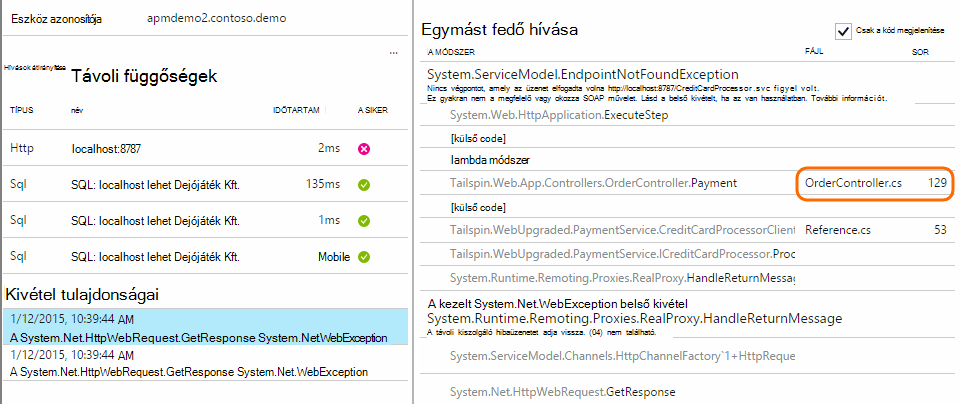 Eszköz azonosítója apmdemo2.contoso.demo
...
Hívások átirányítése
Távoli függőségek
TÍPUS név IDŐTARTAM A SIKER
Http localhost:8787 2ms
Sql SQL: localhost lehet Dejójáték Kft. 135ms
Sql SQL: localhost lehet Dejójáték Kft. 1ms
Sql SQL: localhost lehet Dejójáték Kft. Mobile
Kivétel tulajdonságai
1/12/2015, 10:39:44 AM
A System.Net.HttpWebRequest.GetResponse System.NetWebException
1/12/2015, 10:39:44 AM
A System.Net.HttpWebRequest.GetResponse System.Net.WebException
Egymást fedő hívása
Csak a kód megjelenítése
A MÓDSZER FÁJL SOR
System.ServiceModel.EndpointNotFoundException
Nincs végpontot, amely az üzenet elfogadta volna http://localhost:8787/CreditCardProcessor.svc figyel volt.
Ez gyakran nem a megfelelő vagy okozza SOAP művelet. Lásd a belső kivételt, ha az van használatban. További információt.
System.Web.HttpApplication.ExecuteStep
[külső code]
lambda módszer
Tailspin.Web.App.Controllers.OrderController.Payment OrderController.cs 129
[külső code]
Tailspin.WebUpgraded.PaymentService.CreditCardProcessorClient Reference.cs 53
Tailspin.WebUpgraded.PaymentService.ICreditCardProcessor.Proc
System.Runtime.Remoting.Proxies.RealProxy.HandleReturnMessag
A kezelt System.Net.WebException belső kivétel
System.Runtime.Remoting.Proxies.RealProxy.HandleReturnMessage
A távoli kiszolgáló hibaüzenetet adja vissza. (04) nem található.
System.ServiceModel.Channels.HttpChannelFactory`1+HttpReque
System.Net.HttpWebRequest.GetResponse